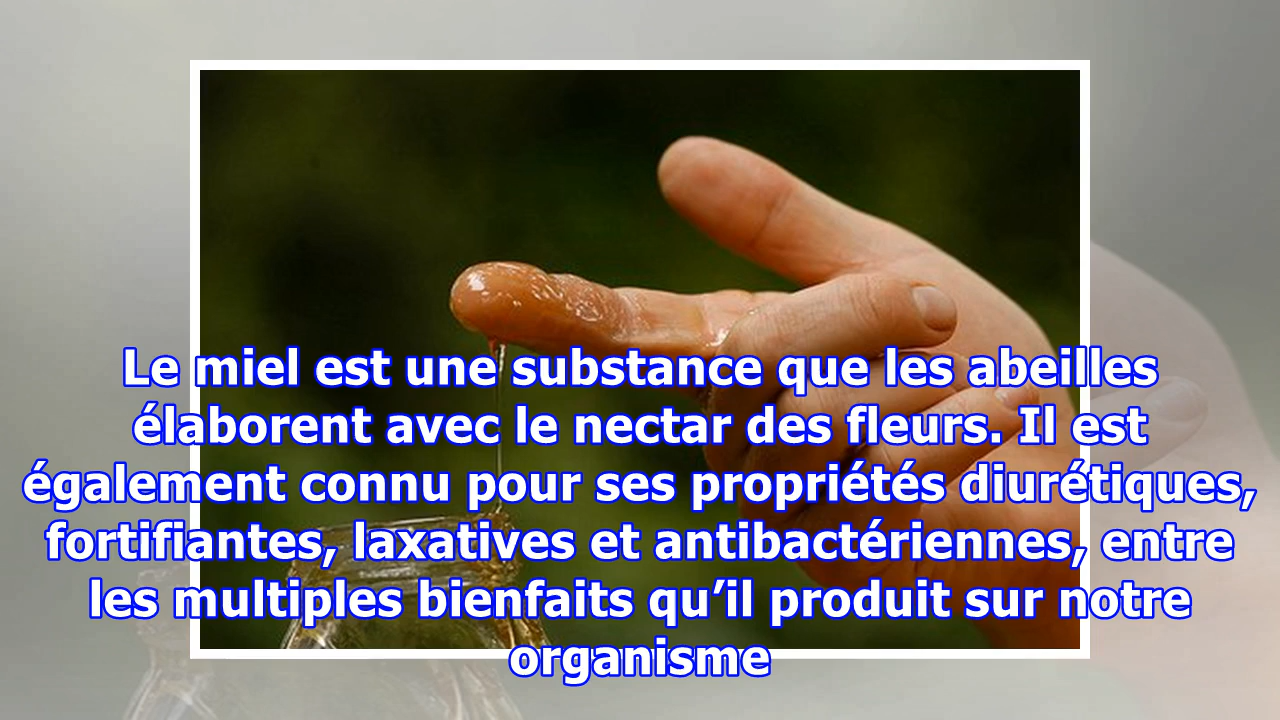 Le miel est une substance que les abeilles
élaborent avec le nectar des fleurs. Il est
également connu pour ses propriétés diurétiques,
fortifiantes, laxatives et antibactériennes, entre
les multiples bienfaits qu’il produit sur notre
organisme